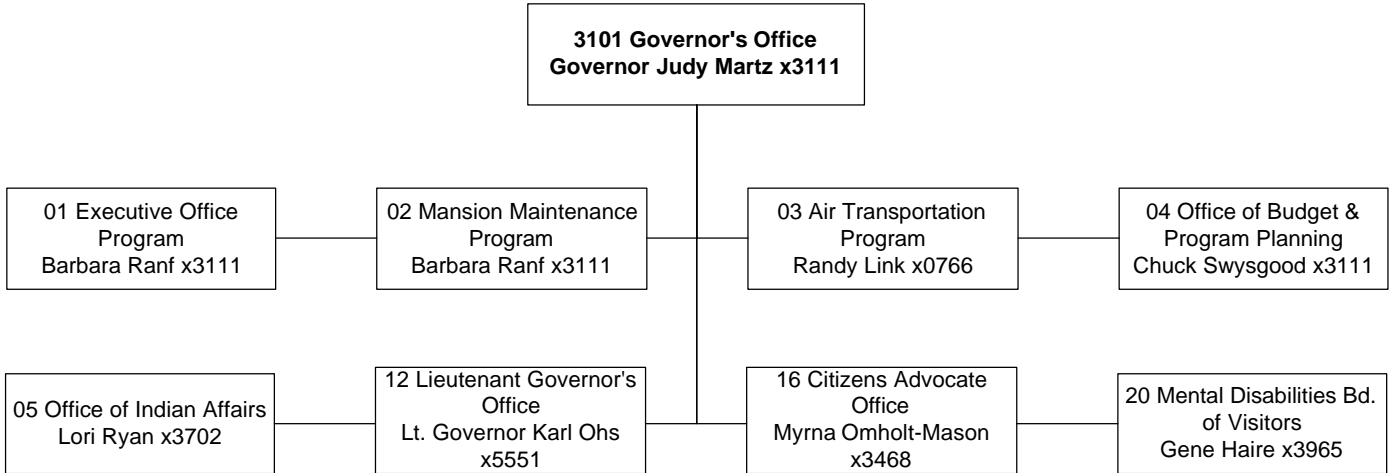 3101 Governor's Office
Governor Judy Martz x3111
01 Executive Office
Program
Barbara Ranf x3111
02 Mansion Maintenance
Program
Barbara Ranf x3111
03 Air Transportation
Program
Randy Link x0766
04 Office of Budget &
Program Planning
Chuck Swysgood x3111
05 Office of Indian Affairs
Lori Ryan x3702
12 Lieutenant Governor's
Office
Lt. Governor Karl Ohs
x5551
16 Citizens Advocate
Office
Myrna Omholt-Mason
x3468
20 Mental Disabilities Bd.
of Visitors
Gene Haire x3965